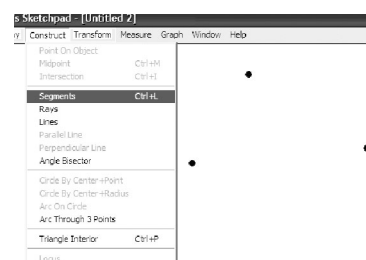 s Sketchpad - [Untitled 2]
y Construct Transform Measure Graph Window Help
Point On Object
Midpoint Ctrl+M
Intersection Ctrl+I
Segments Ctrl+L
Rays
Lines
Parallel Line
Perpendicular Line
Angle Bisector
Circle By Center+Point
Circle By Center+Radius
Arc On Circle
Arc Through 3 Points
Triangle Interior Ctrl+P
Locus